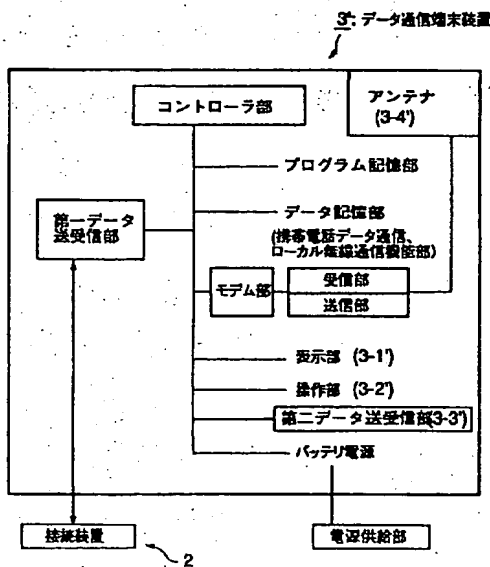 3': データ通信端末装置
アンテナ
(3-4')
コントローラ部
プログラム記憶部
第一データ
送受信部
データ記憶部
(携帯電話データ通信、
ローカル無線通信機能部)
モデム部
受信部
送信部
表示部 (3-1')
操作部 (3-2')
第二データ送受信部(3-3')
バッテリ電源
接続装置
電源供給部
2